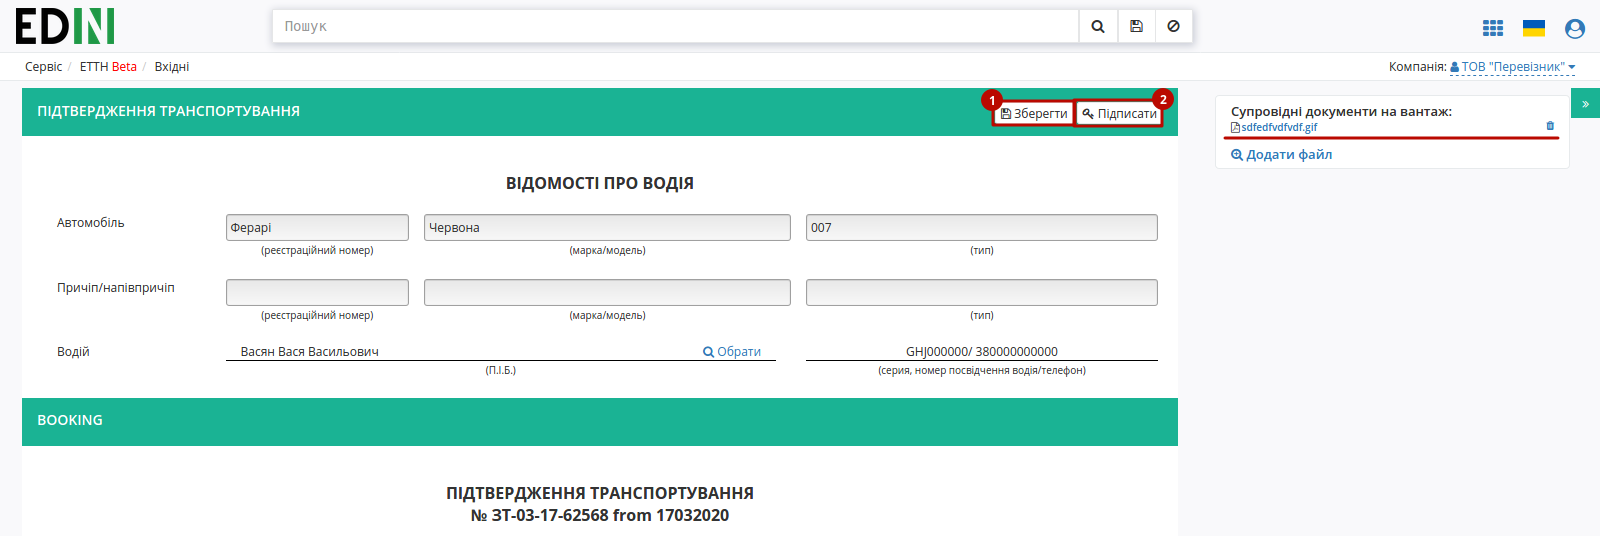 EDIN
Пошук
Сервіс / ЕТТН Beta / Вхідні
Компанія: ТОВ "Перевізник"
ПІДТВЕРДЖЕННЯ ТРАНСПОРТУВАННЯ
1
Зберегти
2
Підписати
»
Супровідні документи на вантаж:
sdfedfvdfvdf.gif
Додати файл
ВІДОМОСТІ ПРО ВОДІЯ
Автомобіль
Ферарі
Червона
007
(реєстраційний номер)
(марка/модель)
(тип)
Причіп/напівпричіп
(реєстраційний номер)
(марка/модель)
(тип)
Водій
Васян Вася Васильович
Обрати
GHJ000000/ 380000000000
(П.І.Б.)
(серия, номер посвідчення водія/телефон)
BOOKING
ПІДТВЕРДЖЕННЯ ТРАНСПОРТУВАННЯ
№ ЗТ-03-17-62568 from 17032020